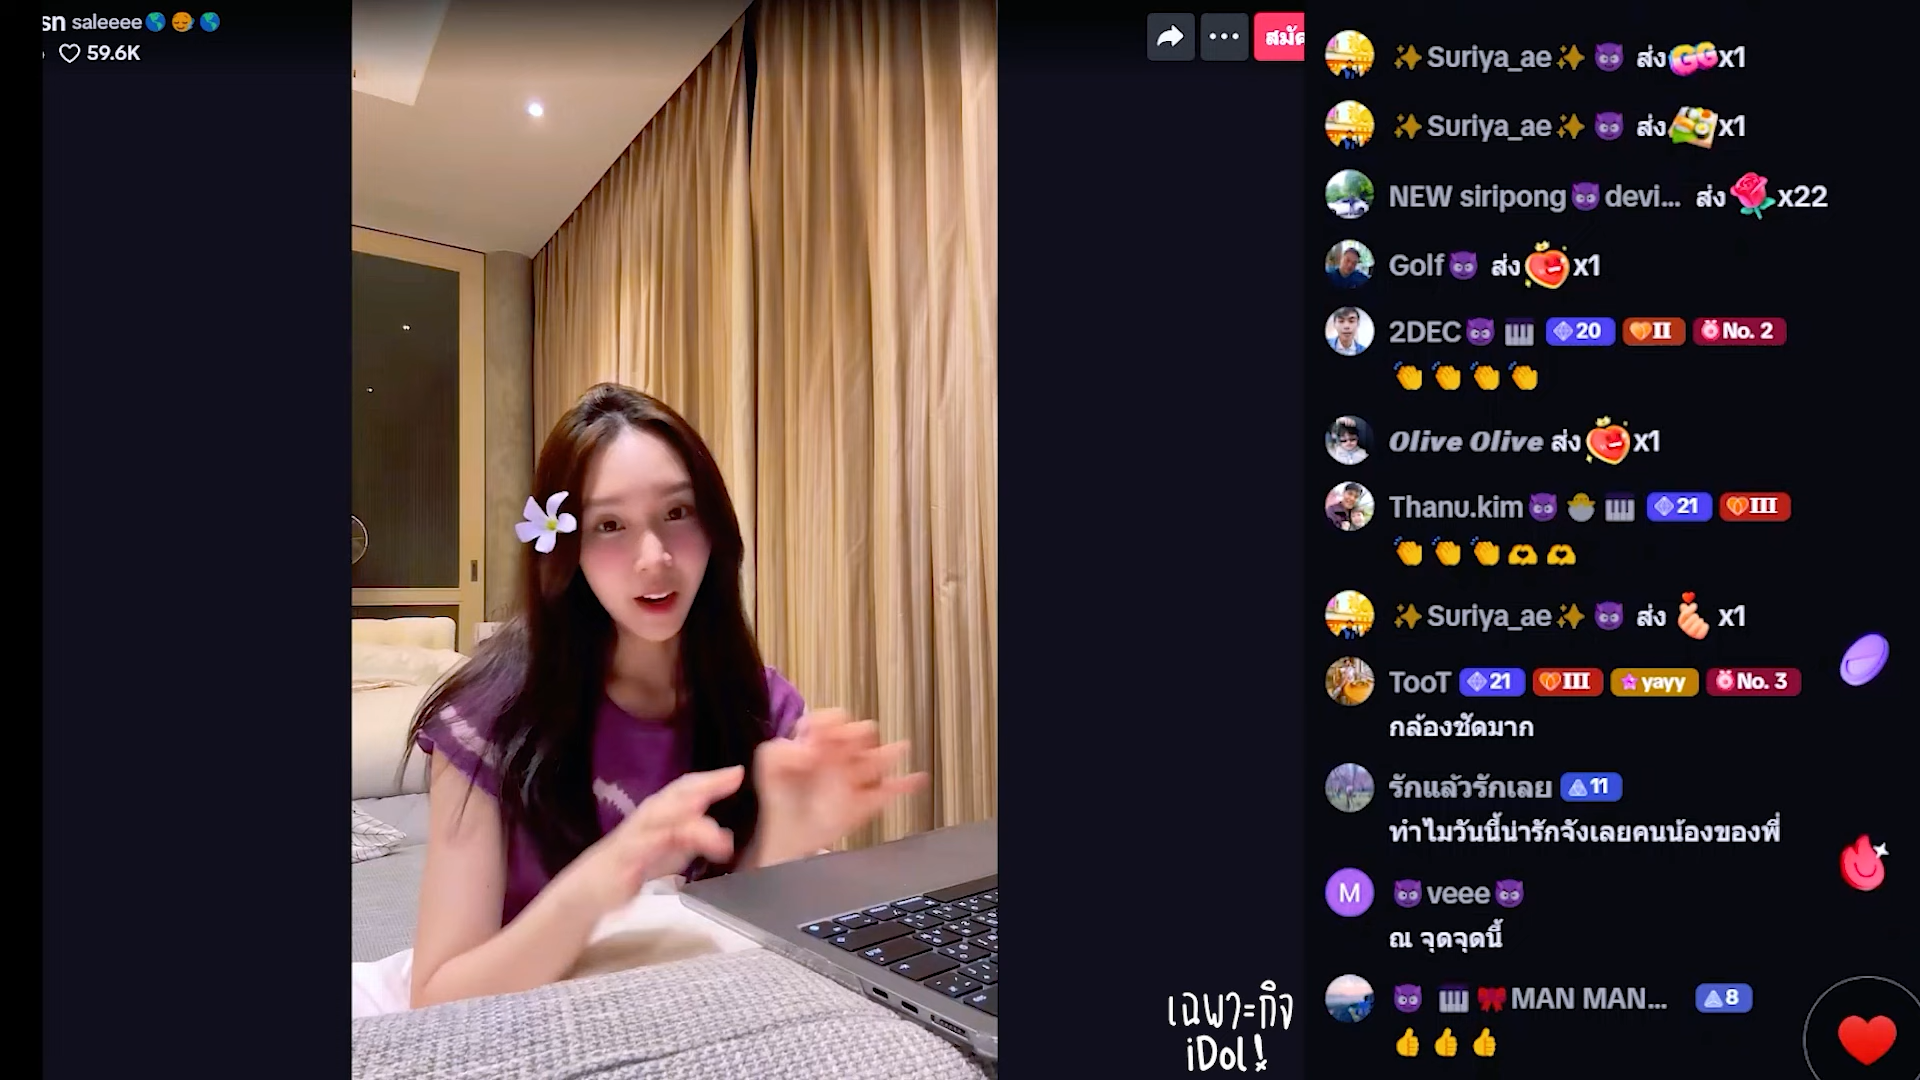 sn saleeee🌎😴🌎
59.6K
✨Suriya_ae✨😈 ส่ง GG x1
✨Suriya_ae✨😈 ส่ง x1
NEW siripong😈devi... ส่ง x22
Golf😈 ส่ง x1
2DEC😈🎹 20 II No. 2
👏👏👏👏
Olive Olive ส่ง x1
Thanu.kim😈🐣🎹 21 III
👏👏👏🫶🫶
✨Suriya_ae✨😈 ส่ง x1
TooT 21 III yayy No. 3
กล้องชัดมาก
รักแล้วรักเลย 11
ทำไมวันนี้น่ารักจังเลยคนน้องของพี่
M 😈veee😈
ณ จุดจุดนี้
😈🎹🎀MAN MAN... 8
👍👍👍
เฉพาะกิจ
iDol!